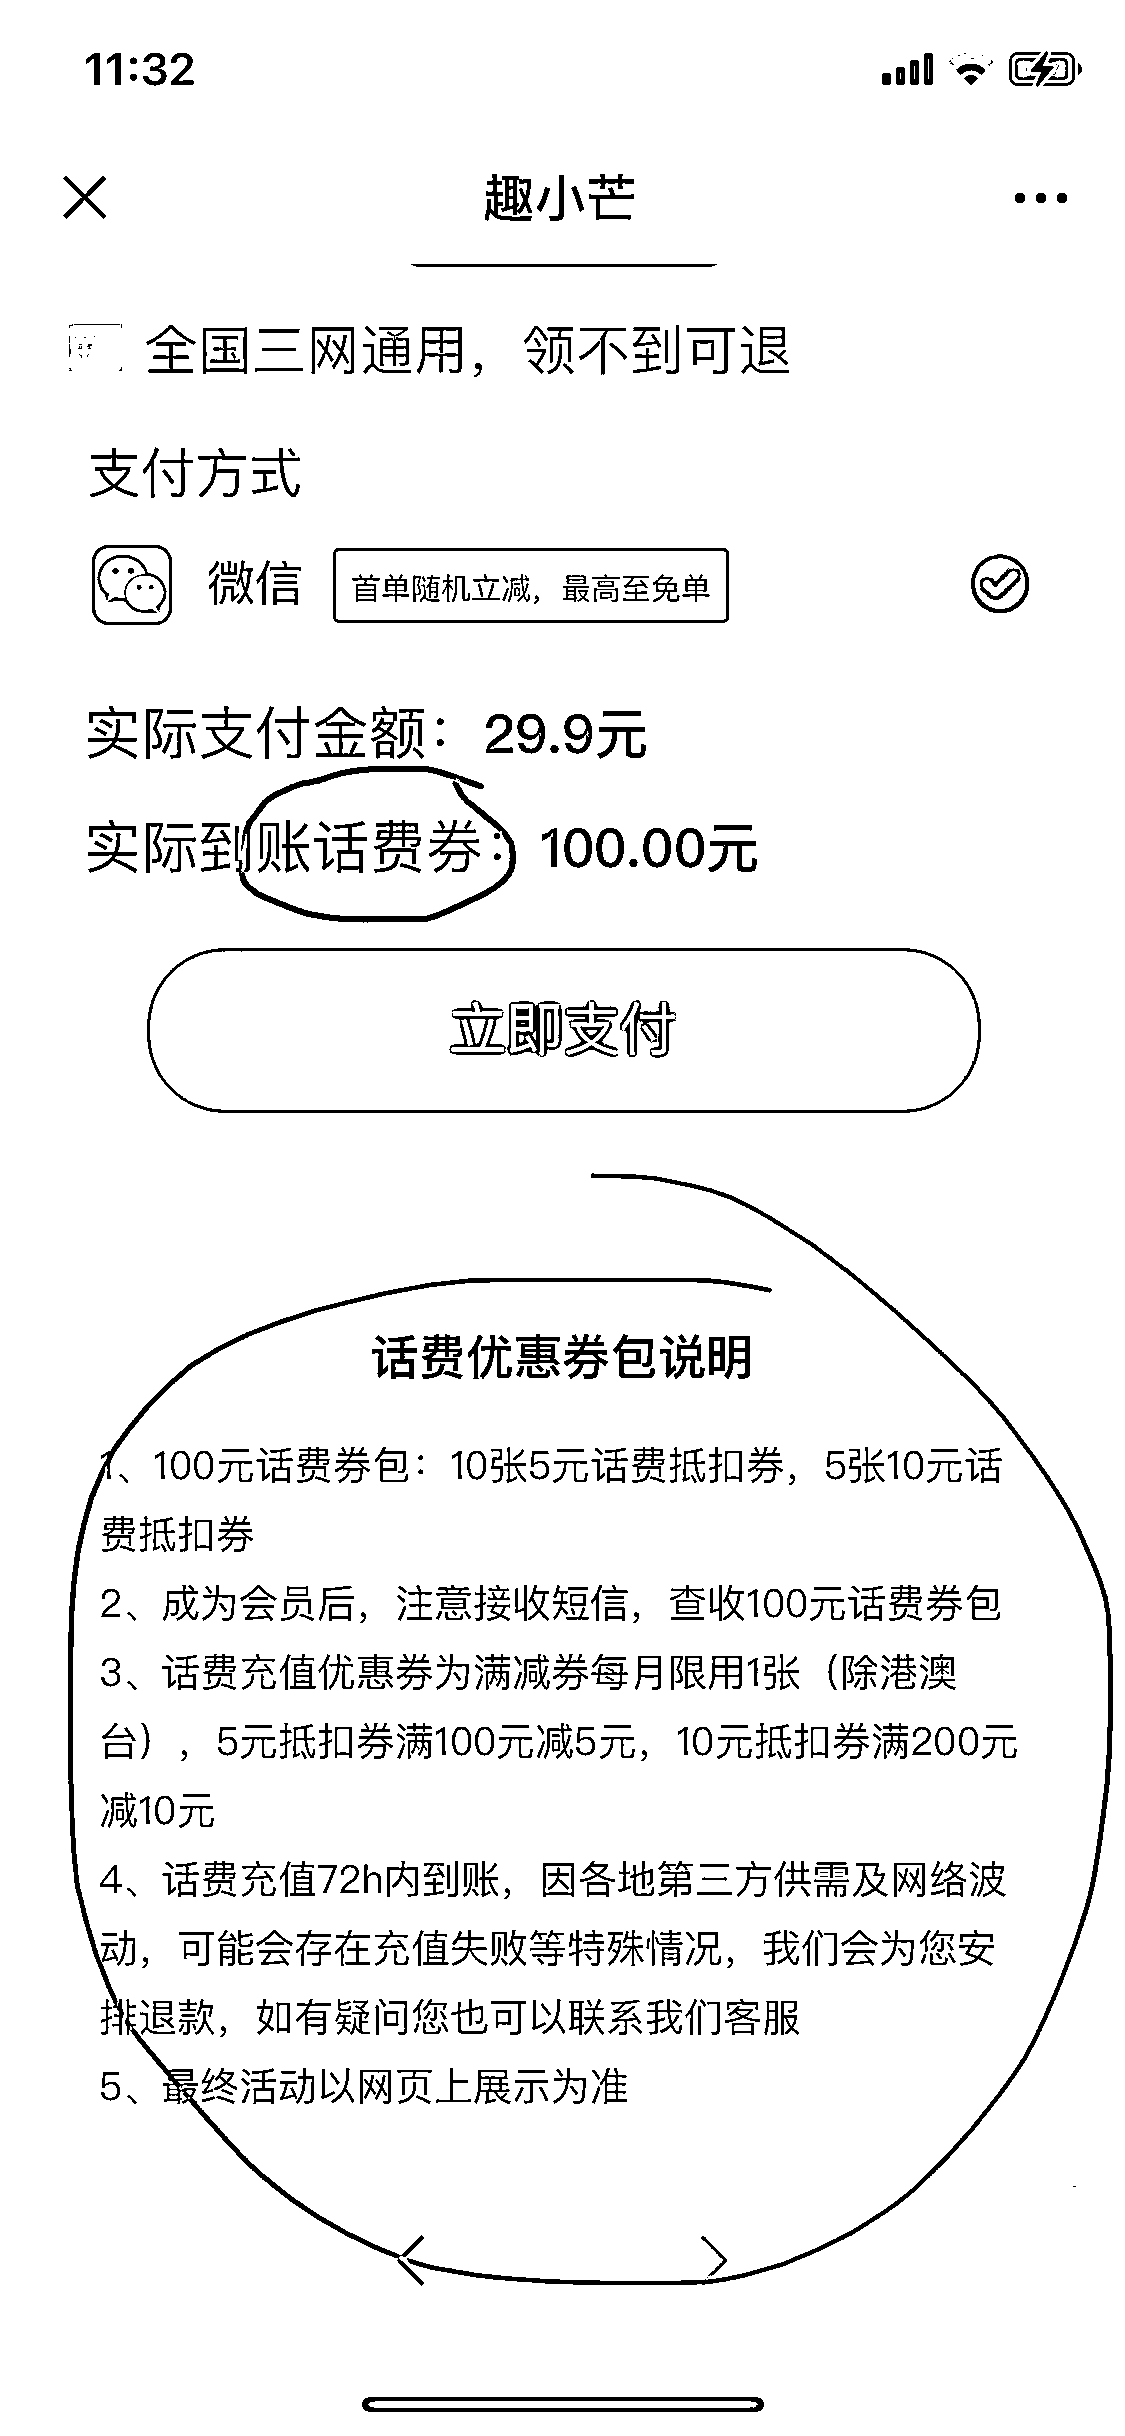 11:32
趣小芒
全国三网通用，领不到可退
支付方式
微信 首单随机立减，最高至免单
实际支付金额：29.9元
实际到账话费券：100.00元
立即支付
话费优惠券包说明
1、100元话费券包：10张5元话费抵扣券，5张10元话
费抵扣券
2、成为会员后，注意接收短信，查收100元话费券包
3、话费充值优惠券为满减券每月限用1张（除港澳
台），5元抵扣券满100元减5元，10元抵扣券满200元
减10元
4、话费充值72h内到账，因各地第三方供需及网络波
动，可能会存在充值失败等特殊情况，我们会为您安
排退款，如有疑问您也可以联系我们客服
5、最终活动以网页上展示为准